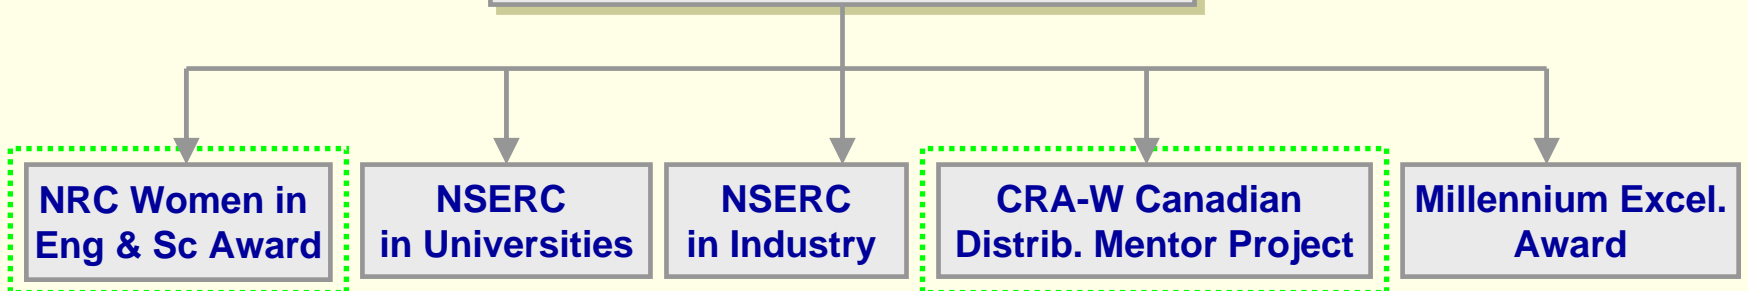 NRC Women in
Eng & Sc Award
NSERC
in Universities
NSERC
in Industry
CRA-W Canadian
Distrib. Mentor Project
Millennium Excel.
Award